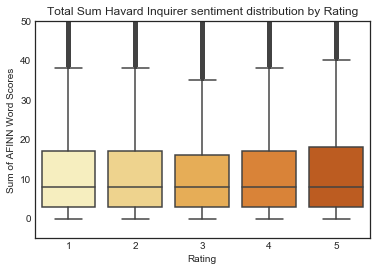 Total Sum Havard Inquirer sentiment distribution by Rating
50
40
30
20
10
0
Sum of AFINN Word Scores
1 2 3 4 5
Rating